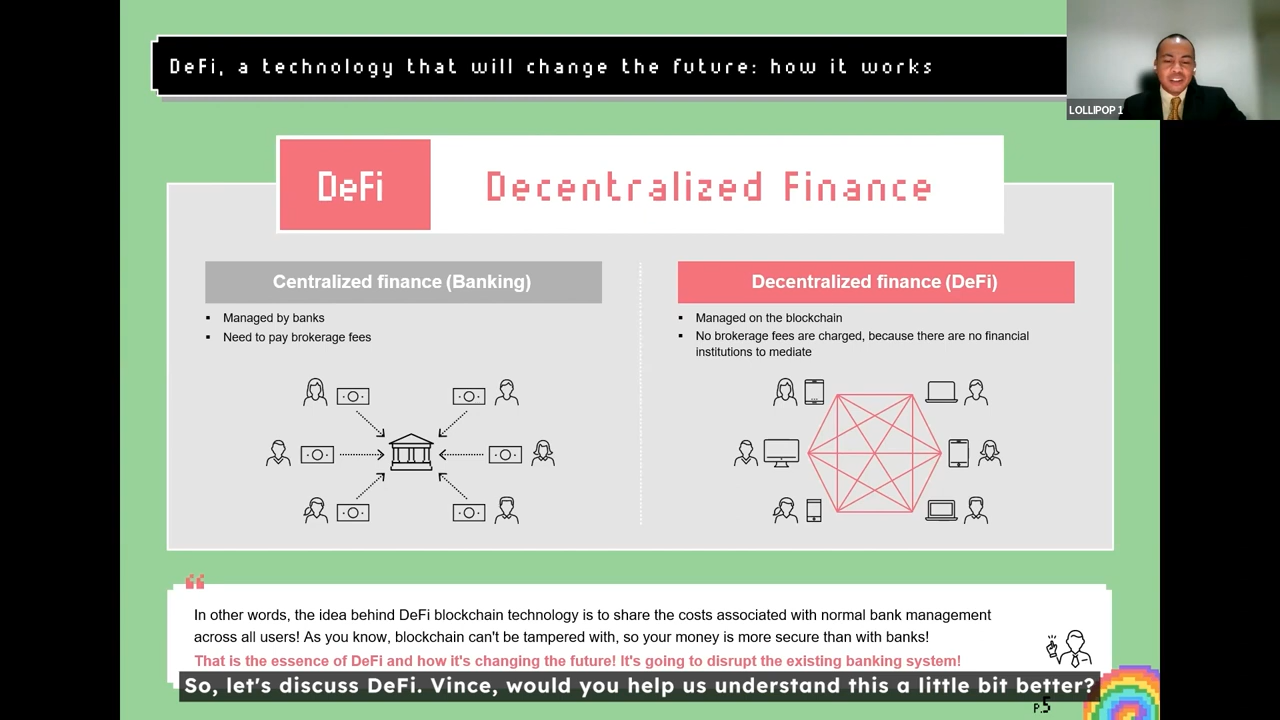 DeFi, a technology that will change the future: how it works
LOLLIPOP 1
DeFi
Decentralized Finance
Centralized finance (Banking)
▪ Managed by banks
▪ Need to pay brokerage fees
Decentralized finance (DeFi)
▪ Managed on the blockchain
▪ No brokerage fees are charged, because there are no financial
institutions to mediate
In other words, the idea behind DeFi blockchain technology is to share the costs associated with normal bank management
across all users! As you know, blockchain can't be tampered with, so your money is more secure than with banks!
That is the essence of DeFi and how it's changing the future! It's going to disrupt the existing banking system!
So, let's discuss DeFi. Vince, would you help us understand this a little bit better?
P.5